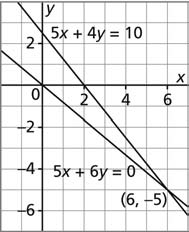 y
5x + 4y = 10
2
x
0 2 4 6
−2
−4
5x + 6y = 0
(6, −5)
−6